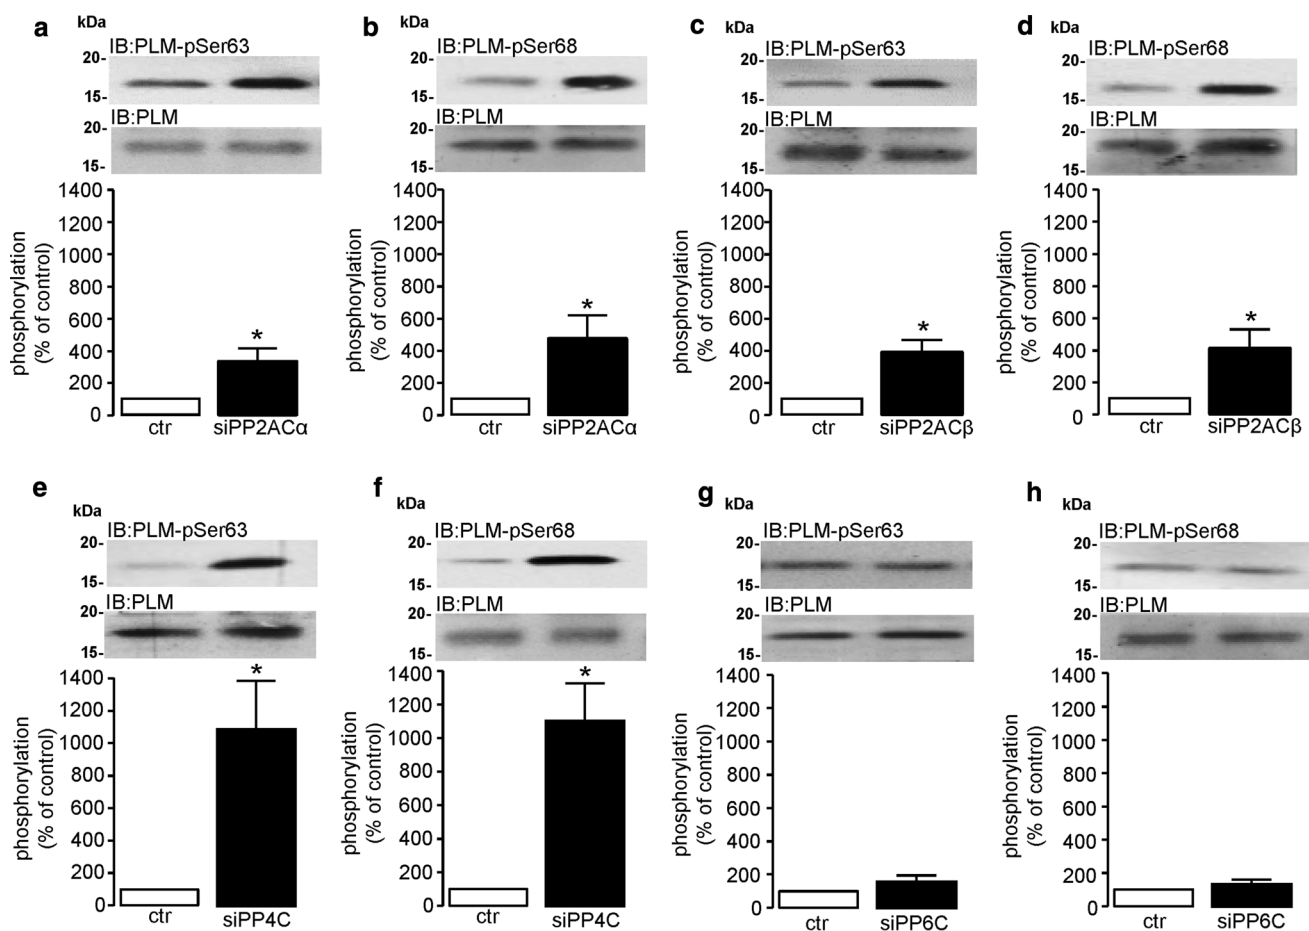 a
kDa
IB:PLM-pSer63
20-
15-
IB:PLM
20-
15-
phosphorylation
(% of control)
1400
1200
1000
800
600
400
200
0
*
ctr
siPP2ACα
b
kDa
IB:PLM-pSer68
20-
15-
IB:PLM
20-
15-
phosphorylation
(% of control)
1400
1200
1000
800
600
400
200
0
*
ctr
siPP2ACα
c
kDa
IB:PLM-pSer63
20-
15-
IB:PLM
20-
15-
phosphorylation
(% of control)
1400
1200
1000
800
600
400
200
0
*
ctr
siPP2ACβ
d
kDa
IB:PLM-pSer68
20-
15-
IB:PLM
20-
15-
phosphorylation
(% of control)
1400
1200
1000
800
600
400
200
0
*
ctr
siPP2ACβ
e
kDa
IB:PLM-pSer63
20-
15-
IB:PLM
20-
15-
phosphorylation
(% of control)
1400
1200
1000
800
600
400
200
0
*
ctr
siPP4C
f
kDa
IB:PLM-pSer68
20-
15-
IB:PLM
20-
15-
phosphorylation
(% of control)
1400
1200
1000
800
600
400
200
0
*
ctr
siPP4C
g
kDa
IB:PLM-pSer63
20-
15-
IB:PLM
20-
15-
phosphorylation
(% of control)
1400
1200
1000
800
600
400
200
0
ctr
siPP6C
h
kDa
IB:PLM-pSer68
20-
15-
IB:PLM
20-
15-
phosphorylation
(% of control)
1400
1200
1000
800
600
400
200
0
ctr
siPP6C